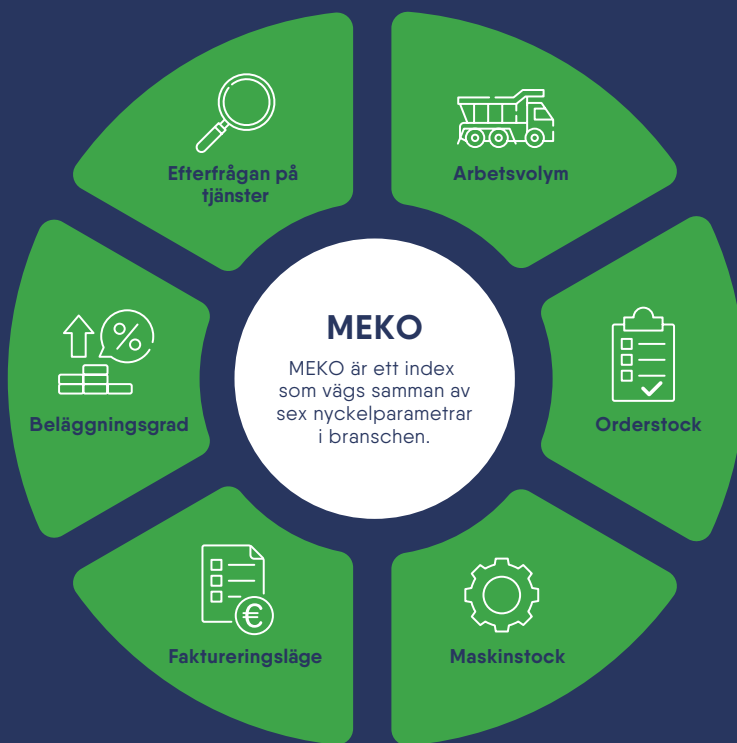 Efterfrågan på
tjänster
Arbetsvolym
Beläggningsgrad
MEKO
MEKO är ett index
som vägs samman av
sex nyckelparametrar
i branschen.
Orderstock
Faktureringsläge
Maskinstock